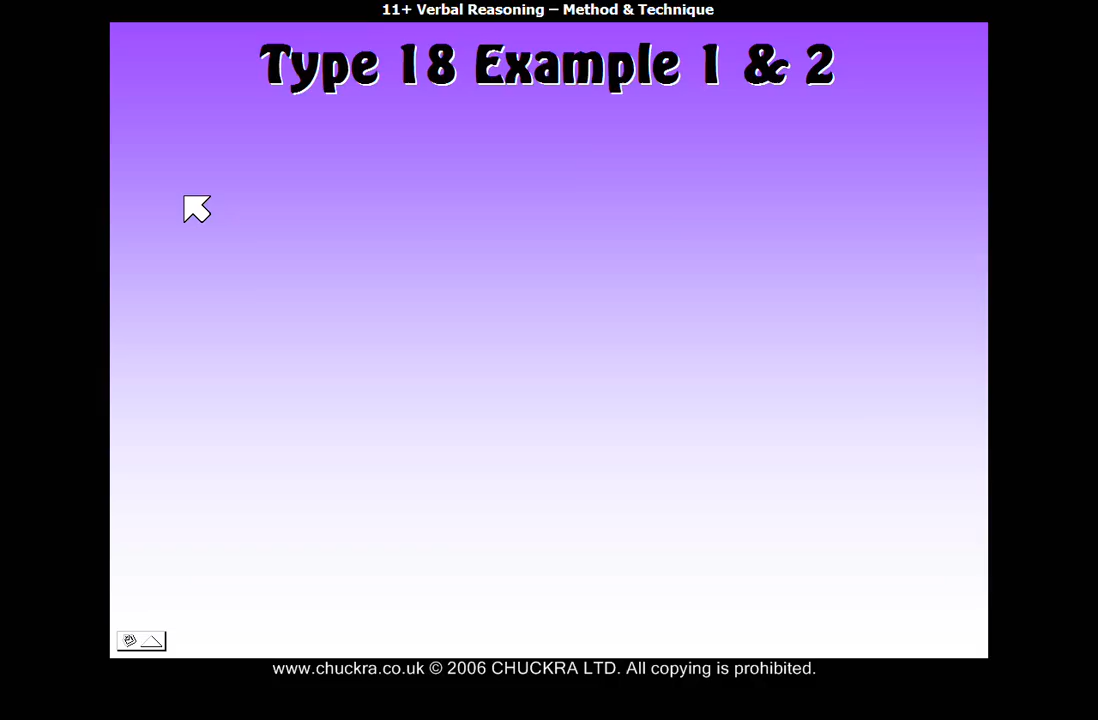 11+ Verbal Reasoning – Method & Technique
Type 18 Example 1 & 2
www.chuckra.co.uk © 2006 CHUCKRA LTD. All copying is prohibited.